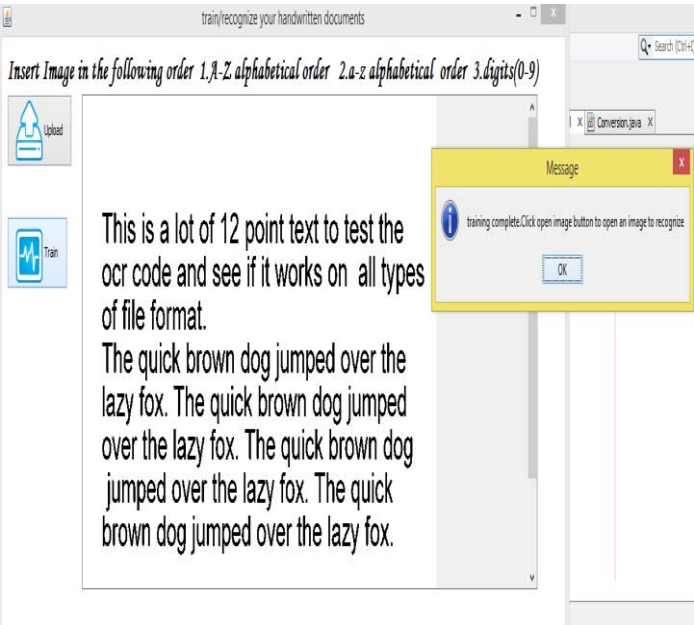 train/recognize your handwritten documents
Search (Ctrl+
Insert Image in the following order 1.A-Z alphabetical order 2.a-z alphabetical order 3.digits(0-9)
Upload
Conversion.java
Message
training complete.Click open image button to open an image to recognize
OK
Train
This is a lot of 12 point text to test the
ocr code and see if it works on all types
of file format.
The quick brown dog jumped over the
lazy fox. The quick brown dog jumped
over the lazy fox. The quick brown dog
jumped over the lazy fox. The quick
brown dog jumped over the lazy fox.